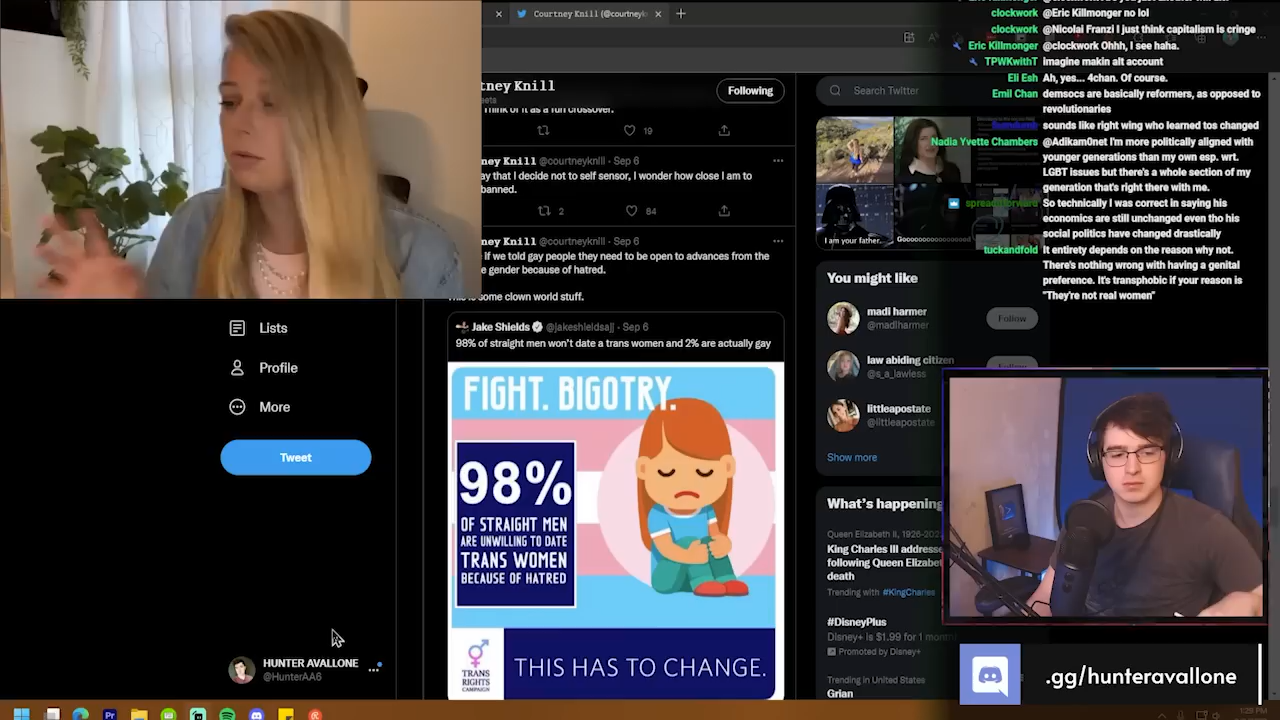 Courtney Knill (@courtneyk
tney Knill
Following
Search Twitter
Think of it as a fun crossover.
19
ney Knill @courtneyknill · Sep 6
ay that I decide not to self sensor, I wonder how close I am to
banned.
2
84
ney Knill @courtneyknill · Sep 6
if we told gay people they need to be open to advances from the
e gender because of hatred.
This is some clown world stuff.
Jake Shields @jakeshieldsajj · Sep 6
98% of straight men won't date a trans women and 2% are actually gay
FIGHT. BIGOTRY.
98%
OF STRAIGHT MEN
ARE UNWILLING TO DATE
TRANS WOMEN
BECAUSE OF HATRED
TRANS
RIGHTS
CAMPAIGN
THIS HAS TO CHANGE.
Lists
Profile
More
Tweet
HUNTER AVALLONE
@HunterAA6
I am your father.
You might like
madi harmer
@madlharmer
Follow
law abiding citizen
@s_a_lawless
Follow
littleapostate
@littleapostate
Show more
What's happening
Queen Elizabeth II, 1926-202
King Charles III addresse
following Queen Elizabe
death
Trending with #KingCharles
#DisneyPlus
Disney+ is $1.99 for 1 month
Promoted by Disney+
Trending in United States
Grian
clockwork @Eric Killmonger no lol
clockwork @Nicolai Franzi I just think capitalism is cringe
Eric Killmonger @clockwork Ohhh, I see haha.
TPWKwithT imagine makin alt account
Eli Esh Ah, yes... 4chan. Of course.
Emil Chan demsocs are basically reformers, as opposed to
revolutionaries
sounds like right wing who learned tos changed
Nadia Yvette Chambers @Adikam0net I'm more politically aligned with
younger generations than my own esp. wrt.
LGBT issues but there's a whole section of my
generation that's right there with me.
spreaditforward So technically I was correct in saying his
economics are still unchanged even tho his
social politics have changed drastically
tuckandfold It entirety depends on the reason why not.
There's nothing wrong with having a genital
preference. It's transphobic if your reason is
"They're not real women"
.gg/hunteravallone